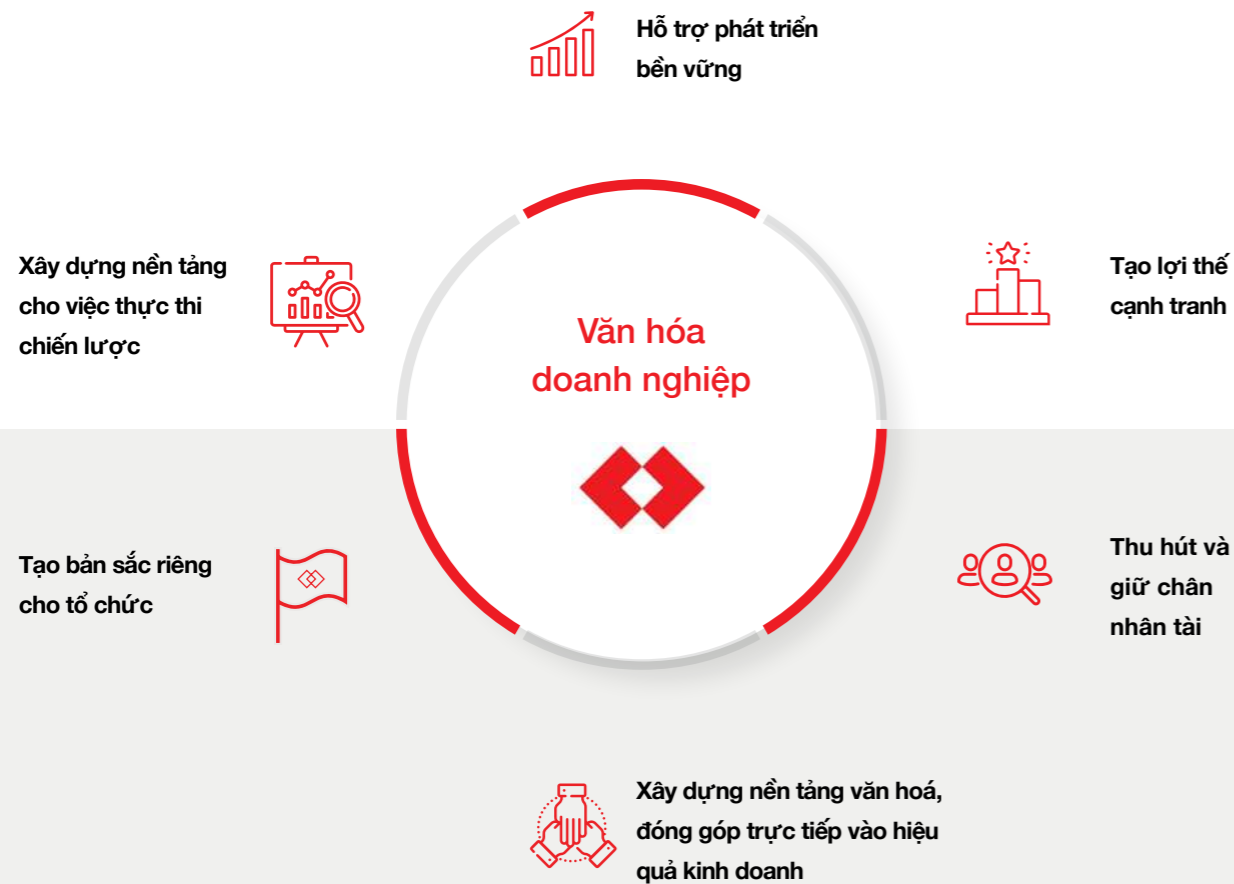 Hỗ trợ phát triển
bền vững
Xây dựng nền tảng
cho việc thực thi
chiến lược
Văn hóa
doanh nghiệp
Tạo lợi thế
cạnh tranh
Tạo bản sắc riêng
cho tổ chức
Thu hút và
giữ chân
nhân tài
Xây dựng nền tảng văn hoá,
đóng góp trực tiếp vào hiệu
quả kinh doanh